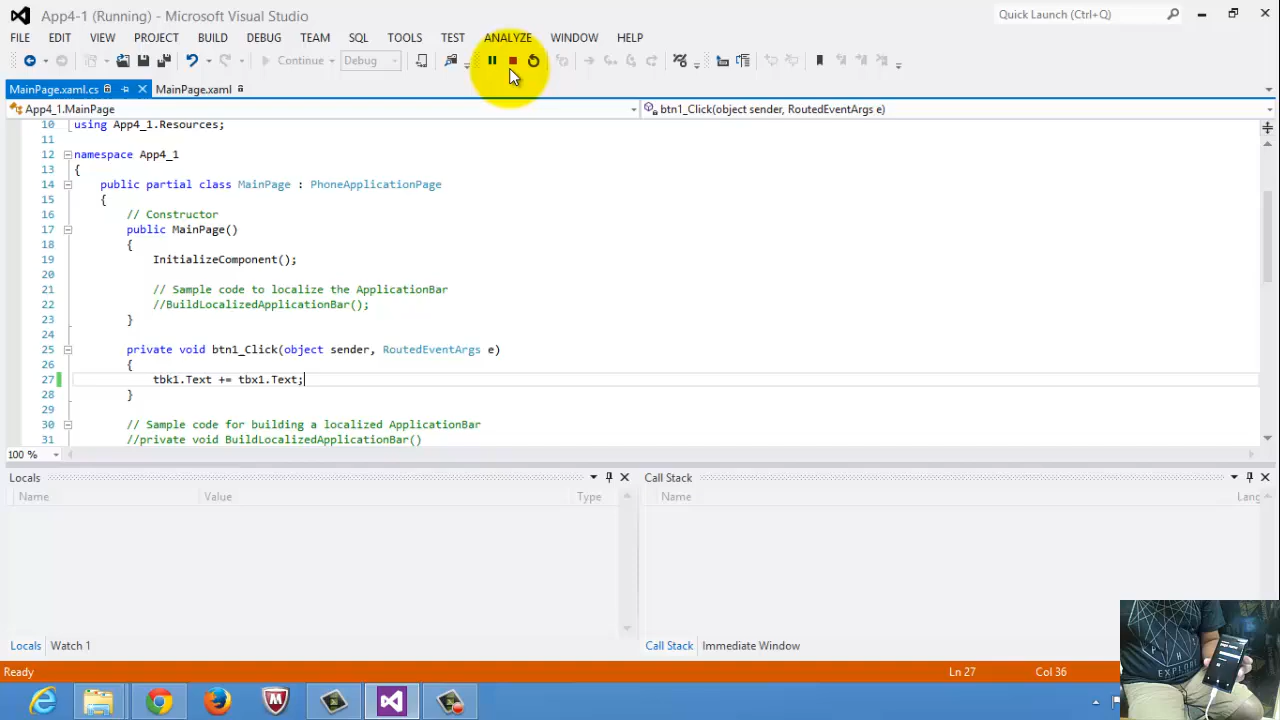 App4-1 (Running) - Microsoft Visual Studio
Quick Launch (Ctrl+Q)
FILE EDIT VIEW PROJECT BUILD DEBUG TEAM SQL TOOLS TEST ANALYZE WINDOW HELP
Continue Debug
MainPage.xaml.cs MainPage.xaml
App4_1.MainPage btn1_Click(object sender, RoutedEventArgs e)
10 using App4_1.Resources;
11
12 namespace App4_1
13 {
14 public partial class MainPage : PhoneApplicationPage
15 {
16 // Constructor
17 public MainPage()
18 {
19 InitializeComponent();
20
21 // Sample code to localize the ApplicationBar
22 //BuildLocalizedApplicationBar();
23 }
24
25 private void btn1_Click(object sender, RoutedEventArgs e)
26 {
27 tbk1.Text += tbx1.Text;
28 }
29
30 // Sample code for building a localized ApplicationBar
31 //private void BuildLocalizedApplicationBar()
100 %
Locals Call Stack
Name Value Type Name Lang
Locals Watch 1 Call Stack Immediate Window
Ready Ln 27 Col 36